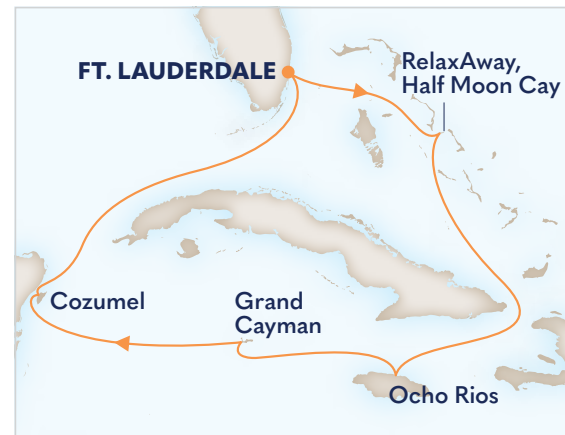 FT. LAUDERDALE
RelaxAway,
Half Moon Cay
Cozumel
Grand
Cayman
Ocho Rios